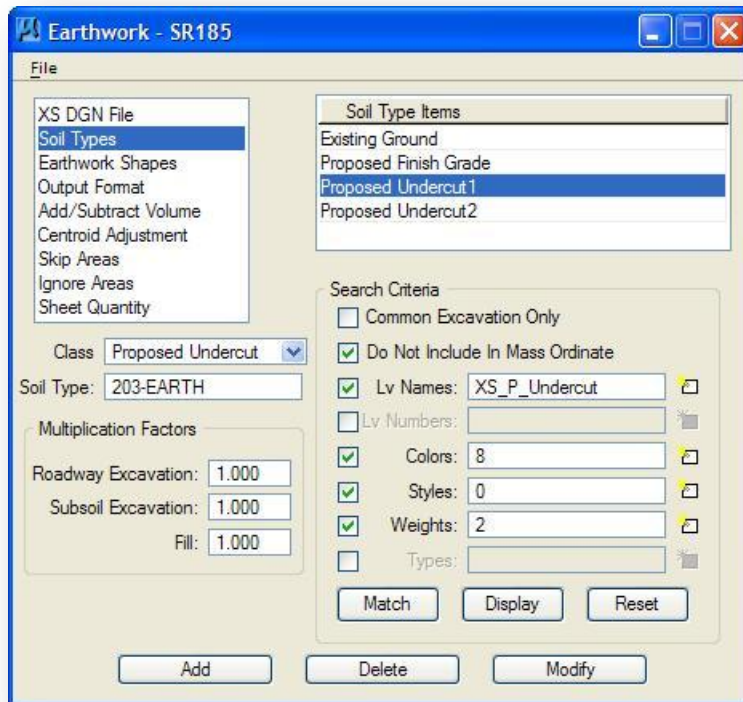 Earthwork - SR185
File
XS DGN File
Soil Types
Earthwork Shapes
Output Format
Add/Subtract Volume
Centroid Adjustment
Skip Areas
Ignore Areas
Sheet Quantity
Soil Type Items
Existing Ground
Proposed Finish Grade
Proposed Undercut1
Proposed Undercut2
Class Proposed Undercut
Soil Type: 203-EARTH
Multiplication Factors
Roadway Excavation: 1.000
Subsoil Excavation: 1.000
Fill: 1.000
Search Criteria
Common Excavation Only
Do Not Include In Mass Ordinate
Lv Names: XS_P_Undercut
Lv Numbers:
Colors: 8
Styles: 0
Weights: 2
Types:
Match Display Reset
Add Delete Modify